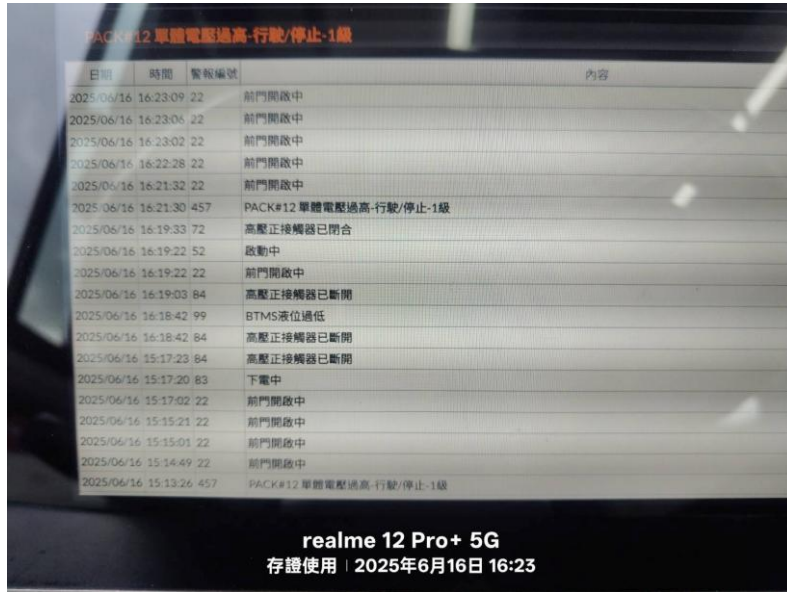 PACK#12 單體電壓過高-行駛/停止-1級
日期 時間 警報編號 內容
2025/06/16 16:23:09 22 前門開啟中
2025/06/16 16:23:06 22 前門開啟中
2025/06/16 16:23:02 22 前門開啟中
2025/06/16 16:22:28 22 前門開啟中
2025/06/16 16:21:32 22 前門開啟中
2025/06/16 16:21:30 457 PACK#12 單體電壓過高-行駛/停止-1級
2025/06/16 16:19:33 72 高壓正接觸器已閉合
2025/06/16 16:19:22 52 啟動中
2025/06/16 16:19:22 22 前門開啟中
2025/06/16 16:19:03 84 高壓正接觸器已斷開
2025/06/16 16:18:42 99 BTMS液位過低
2025/06/16 16:18:42 84 高壓正接觸器已斷開
2025/06/16 15:17:23 84 高壓正接觸器已斷開
2025/06/16 15:17:20 83 下電中
2025/06/16 15:17:02 22 前門開啟中
2025/06/16 15:15:21 22 前門開啟中
2025/06/16 15:15:01 22 前門開啟中
2025/06/16 15:14:49 22 前門開啟中
2025/06/16 15:13:26 457 PACK#12 單體電壓過高-行駛/停止-1級
realme 12 Pro+ 5G
存證使用 | 2025年6月16日 16:23